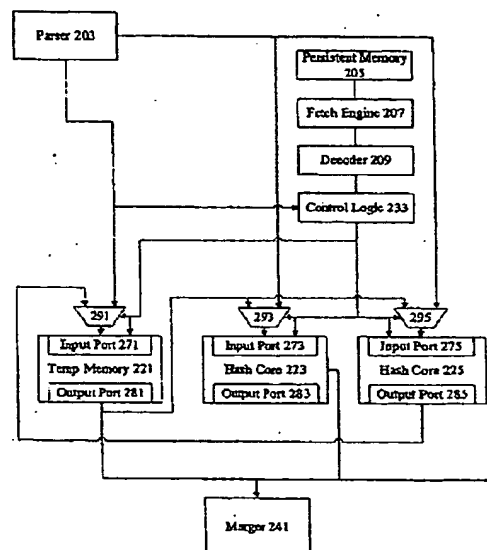 Parser 203
Persistent Memory
205
Fetch Engine 207
Decoder 209
Control Logic 233
291
293
295
Input Port 271
Temp Memory 221
Output Port 281
Input Port 273
Hash Core 223
Output Port 283
Input Port 275
Hash Core 225
Output Port 285
Merger 241